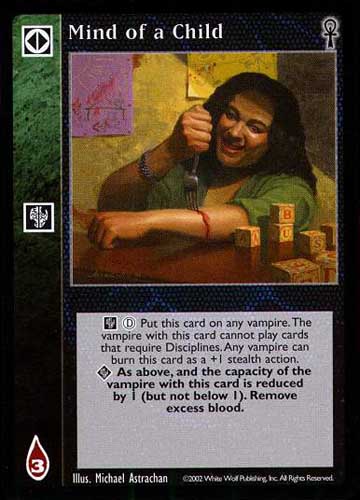 Mind of a Child
A
B
U
S
D Put this card on any vampire. The
vampire with this card cannot play cards
that require Disciplines. Any vampire can
burn this card as a +1 stealth action.
As above, and the capacity of the
vampire with this card is reduced
by 1 (but not below 1). Remove
excess blood.
3
Illus. Michael Astrachan
©2002 White Wolf Publishing, Inc. All Rights Reserved.